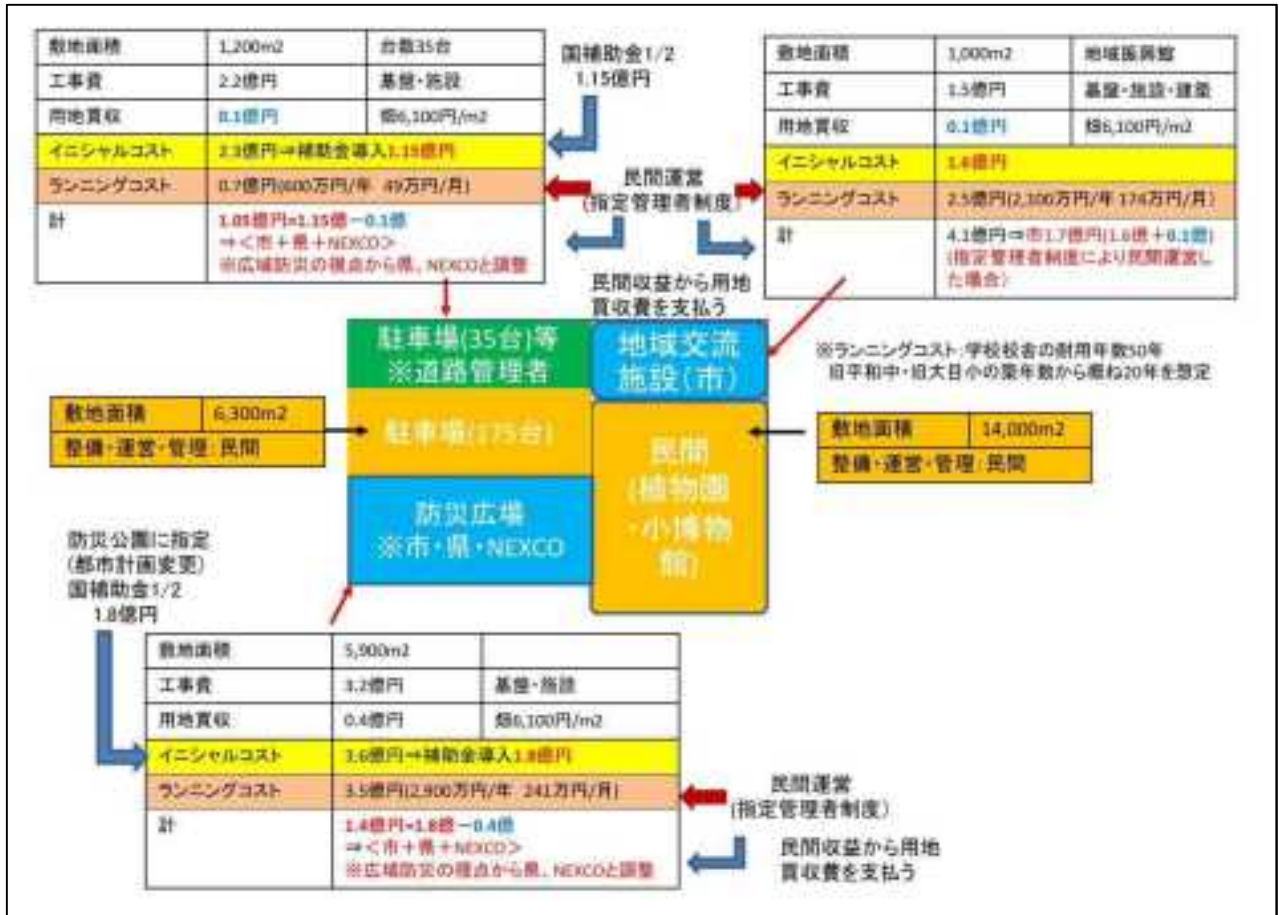 敷地面積 1,200m2 台数35台
工事費 2.2億円 基盤・施設
用地買収 0.1億円 畑6,100円/m2
イニシャルコスト 2.3億円⇒補助金導入1.15億円
ランニングコスト 0.7億円(600万円/年 49万円/月)
計 1.05億円=1.15億－0.1億
⇒<市+県+NEXCO>
※広域防災の視点から県、NEXCOと調整
国補助金1/2
1.15億円
民間運営
(指定管理者制度)
民間収益から用地
買収費を支払う
敷地面積 1,000m2 地域振興館
工事費 1.5億円 基盤・施設・建築
用地買収 0.1億円 畑6,100円/m2
イニシャルコスト 1.6億円
ランニングコスト 2.5億円(2,100万円/年 174万円/月)
計 4.1億円⇒市1.7億円(1.6億+0.1億)
(指定管理者制度により民間運営し
た場合)
※ランニングコスト:学校校舎の耐用年数50年
旧平和中・旧大目小の築年数から概ね20年を想定
駐車場(35台)等
※道路管理者
地域交流
施設(市)
駐車場(175台)
民間
(植物園
・小博物
館)
防災広場
※市・県・NEXCO
敷地面積 6,300m2
整備・運営・管理:民間
敷地面積 14,000m2
整備・運営・管理:民間
防災公園に指定
(都市計画変更)
国補助金1/2
1.8億円
敷地面積 5,900m2
工事費 3.2億円 基盤・施設
用地買収 0.4億円 畑6,100円/m2
イニシャルコスト 3.6億円⇒補助金導入1.8億円
ランニングコスト 3.5億円(2,900万円/年 241万円/月)
計 1.4億円=1.8億－0.4億
⇒<市+県+NEXCO>
※広域防災の視点から県、NEXCOと調整
民間運営
(指定管理者制度)
民間収益から用地
買収費を支払う